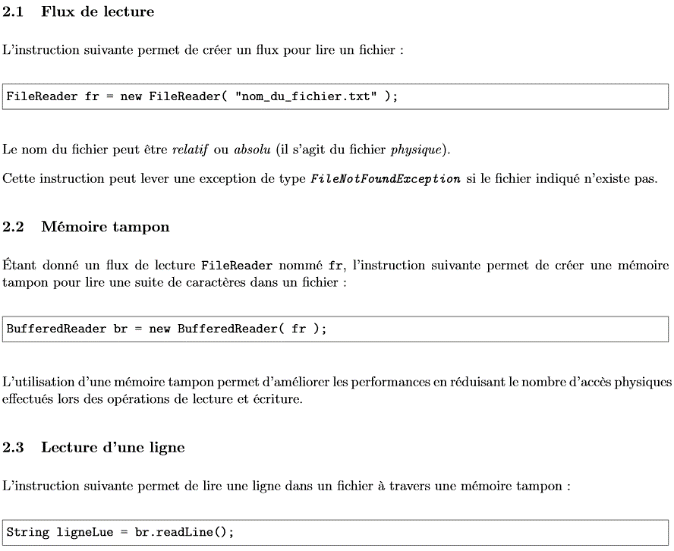 2.1 Flux de lecture
L'instruction suivante permet de créer un flux pour lire un fichier :
FileReader fr = new FileReader( "nom_du_fichier.txt" );
Le nom du fichier peut être relatif ou absolu (il s'agit du fichier physique).
Cette instruction peut lever une exception de type FileNotFoundException si le fichier indiqué n'existe pas.
2.2 Mémoire tampon
Étant donné un flux de lecture FileReader nommé fr, l'instruction suivante permet de créer une mémoire
tampon pour lire une suite de caractères dans un fichier :
BufferedReader br = new BufferedReader( fr );
L'utilisation d'une mémoire tampon permet d'améliorer les performances en réduisant le nombre d'accès physiques
effectués lors des opérations de lecture et écriture.
2.3 Lecture d'une ligne
L'instruction suivante permet de lire une ligne dans un fichier à travers une mémoire tampon :
String ligneLue = br.readLine();